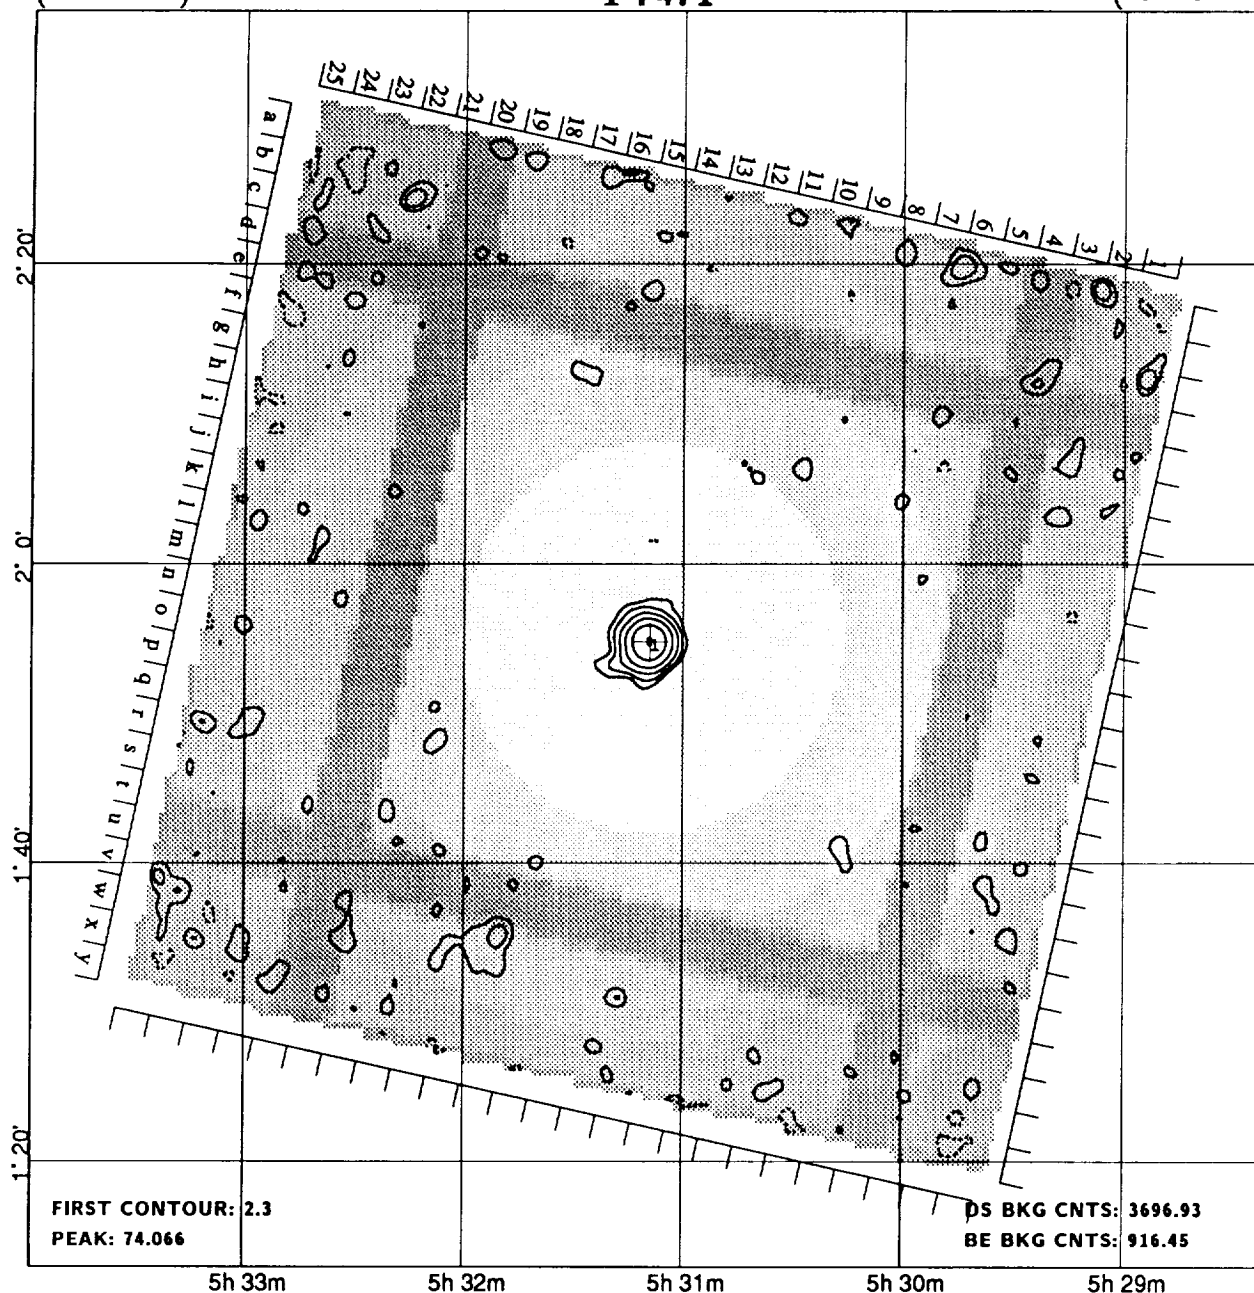 25 24 23 22 21 20 19 18 17 16 15 14 13 12 11 10 9 8 7 6 5 4 3 2 1
a b c d e f g h i j k l m n o p q r s t u v w x y
2° 20'
2° 0'
1° 40'
1° 20'
1
FIRST CONTOUR: 2.3
PEAK: 74.066
DS BKG CNTS: 3696.93
BE BKG CNTS: 916.45
5h 33m 5h 32m 5h 31m 5h 30m 5h 29m